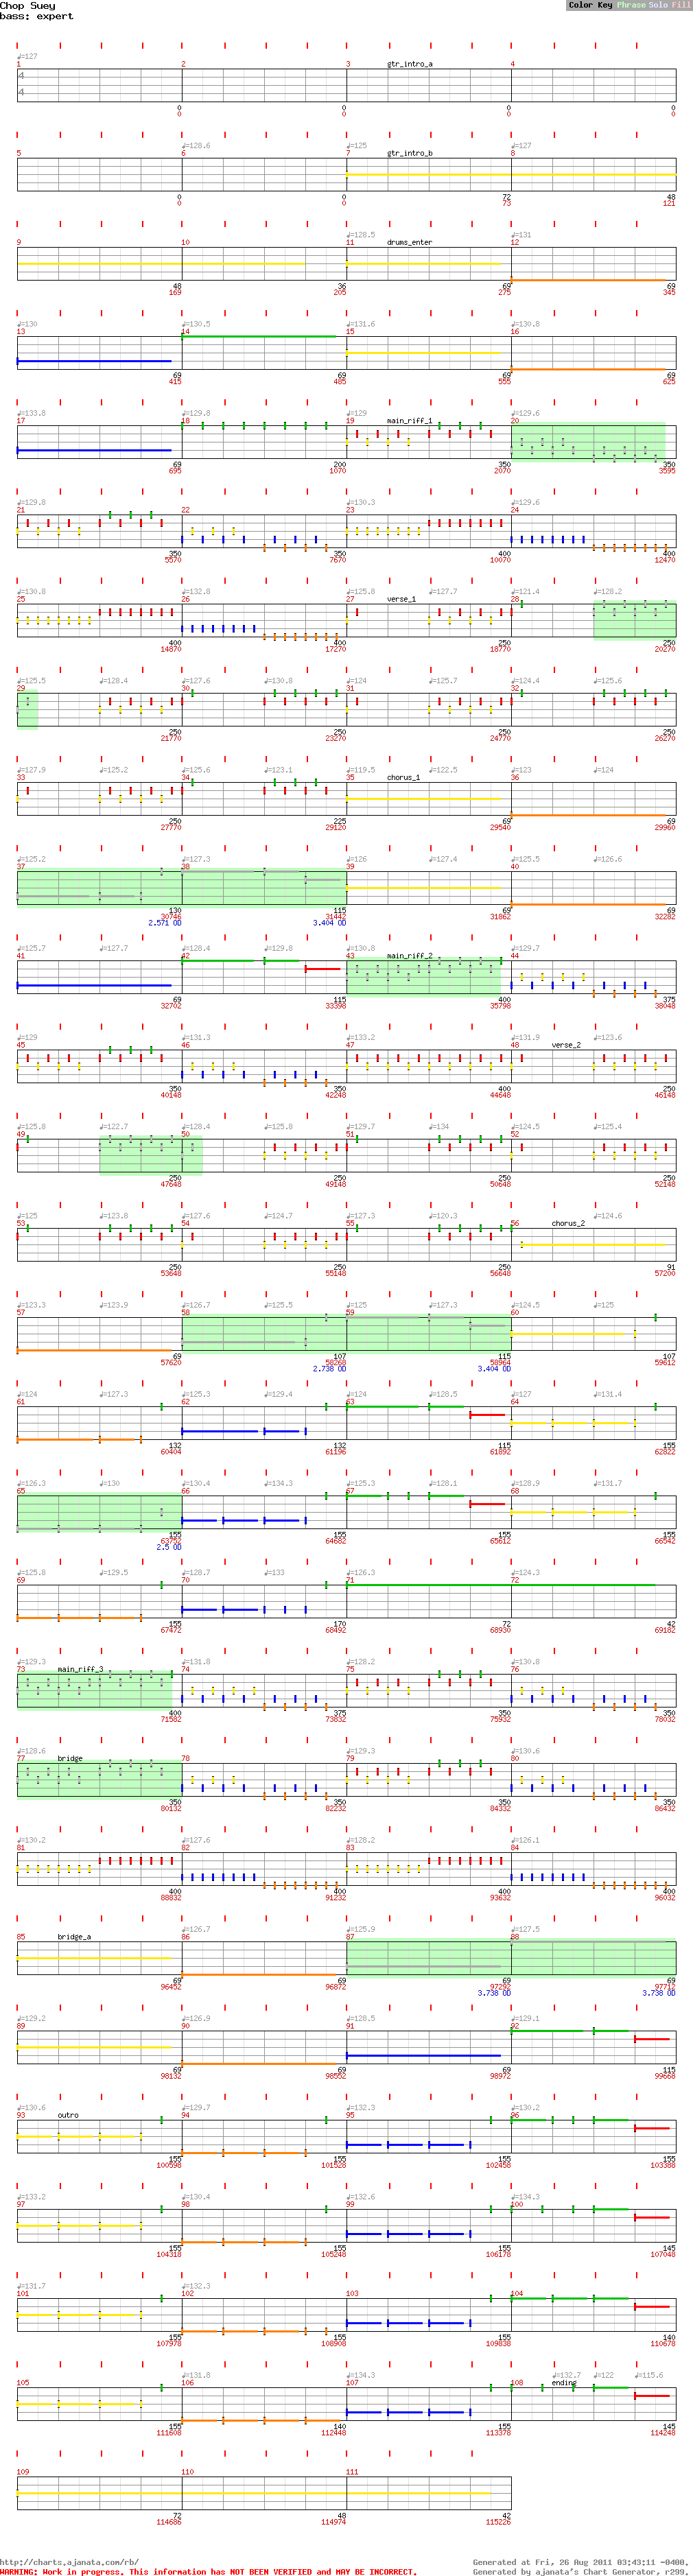 Chop Suey
bass: expert
Color Key Phrase Solo Fill
♩=127
1 2 3 gtr_intro_a 4
4
4
0 0 0 0
0 0 0 0
♩=128.6 ♩=125 ♩=127
5 6 7 gtr_intro_b 8
0 0 72 48
0 0 73 121
♩=128.5 ♩=131
9 10 11 drums_enter 12
48 36 69 69
169 205 275 345
♩=130 ♩=130.5 ♩=131.6 ♩=130.8
13 14 15 16
69 69 69 69
415 485 555 625
♩=133.8 ♩=129.8 ♩=129 ♩=129.6
17 18 19 main_riff_1 20
69 200 350 350
695 1070 2070 3595
♩=129.8 ♩=130.3 ♩=129.6
21 22 23 24
350 350 400 400
5570 7670 10070 12470
♩=130.8 ♩=132.8 ♩=125.8 ♩=127.7 ♩=121.4 ♩=128.2
25 26 27 verse_1 28
400 400 250 250
14870 17270 18770 20270
♩=125.5 ♩=128.4 ♩=127.6 ♩=130.8 ♩=124 ♩=125.7 ♩=124.4 ♩=125.6
29 30 31 32
250 250 250 250
21770 23270 24770 26270
♩=127.9 ♩=125.2 ♩=125.6 ♩=123.1 ♩=119.5 ♩=122.5 ♩=123 ♩=124
33 34 35 chorus_1 36
250 225 69 69
27770 29120 29540 29960
♩=125.2 ♩=127.3 ♩=126 ♩=127.4 ♩=125.5 ♩=126.6
37 38 39 40
130 115 69 69
30746 31442 31862 32282
2.571 OD 3.404 OD
♩=125.7 ♩=127.7 ♩=128.4 ♩=129.8 ♩=130.8 ♩=129.7
41 42 43 main_riff_2 44
69 115 400 375
32702 33398 35798 38048
♩=129 ♩=131.3 ♩=133.2 ♩=131.9 ♩=123.6
45 46 47 48 verse_2
350 350 400 250
40148 42248 44648 46148
♩=125.8 ♩=122.7 ♩=128.4 ♩=125.8 ♩=129.7 ♩=134 ♩=124.5 ♩=125.4
49 50 51 52
250 250 250 250
47648 49148 50648 52148
♩=125 ♩=123.8 ♩=127.6 ♩=124.7 ♩=127.3 ♩=120.3 ♩=124.6
53 54 55 56 chorus_2
250 250 250 91
53648 55148 56648 57200
♩=123.3 ♩=123.9 ♩=126.7 ♩=125.5 ♩=125 ♩=127.3 ♩=124.5 ♩=125
57 58 59 60
69 107 115 107
57620 58268 58964 59612
2.738 OD 3.404 OD
♩=124 ♩=127.3 ♩=125.3 ♩=129.4 ♩=124 ♩=128.5 ♩=127 ♩=131.4
61 62 63 64
132 132 115 155
60404 61196 61892 62822
♩=126.3 ♩=130 ♩=130.4 ♩=134.3 ♩=125.3 ♩=128.1 ♩=128.9 ♩=131.7
65 66 67 68
155 155 155 155
63752 64682 65612 66542
2.5 OD
♩=125.8 ♩=129.5 ♩=128.7 ♩=133 ♩=126.3 ♩=124.3
69 70 71 72
155 170 72 42
67472 68492 68930 69182
♩=129.3 ♩=131.8 ♩=128.2 ♩=130.8
73 main_riff_3 74 75 76
400 375 350 350
71582 73832 75932 78032
♩=128.6 ♩=129.3 ♩=130.6
77 bridge 78 79 80
350 350 350 350
80132 82232 84332 86432
♩=130.2 ♩=127.6 ♩=128.2 ♩=126.1
81 82 83 84
400 400 400 400
88832 91232 93632 96032
♩=126.7 ♩=125.9 ♩=127.5
85 bridge_a 86 87 88
69 69 69 69
96452 96872 97292 97712
3.738 OD 3.738 OD
♩=129.2 ♩=126.9 ♩=128.5 ♩=129.1
89 90 91 92
69 69 69 115
98132 98552 98972 99668
♩=130.6 ♩=129.7 ♩=132.3 ♩=130.2
93 outro 94 95 96
155 155 155 155
100598 101528 102458 103388
♩=133.2 ♩=130.4 ♩=132.6 ♩=134.3
97 98 99 100
155 155 155 145
104318 105248 106178 107048
♩=131.7 ♩=132.3
101 102 103 104
155 155 155 140
107978 108908 109838 110678
♩=131.8 ♩=134.3 ♩=132.7 ♩=122 ♩=115.6
105 106 107 108 ending
155 140 155 145
111608 112448 113378 114248
109 110 111
72 48 42
114686 114974 115226
http://charts.ajanata.com/rb/
Generated at Fri, 26 Aug 2011 03:43:11 -0400.
WARNING: Work in progress. This information has NOT BEEN VERIFIED and MAY BE INCORRECT.
Generated by ajanata's Chart Generator, r299.